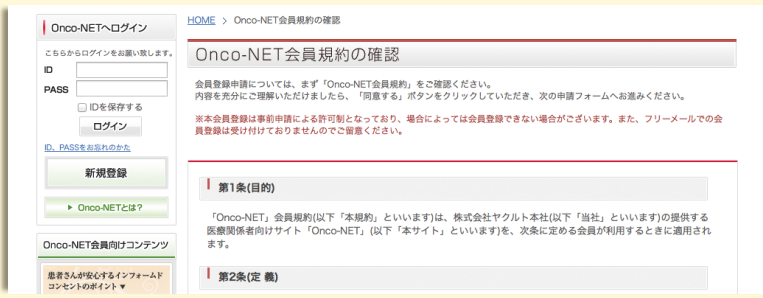 Onco-NETへログイン
こちらからログインをお願い致します。
ID
PASS
IDを保存する
ログイン
ID、PASSをお忘れのかた
新規登録
Onco-NETとは?
Onco-NET会員向けコンテンツ
患者さんが安心するインフォームド
コンセントのポイント▼
HOME > Onco-NET会員規約の確認
Onco-NET会員規約の確認
会員登録申請については、まず「Onco-NET会員規約」をご確認ください。
内容を充分にご理解いただけましたら、「同意する」ボタンをクリックしていただき、次の申請フォームへお進みください。
※本会員登録は事前申請による許可制となっており、場合によっては会員登録できない場合がございます。また、フリーメールでの会
員登録は受け付けておりませんのでご留意ください。
第1条(目的)
「Onco-NET」会員規約(以下「本規約」といいます)は、株式会社ヤクルト本社(以下「当社」といいます)の提供する
医療関係者向けサイト「Onco-NET」(以下「本サイト」といいます)を、次条に定める会員が利用するときに適用され
ます。
第2条(定 義)